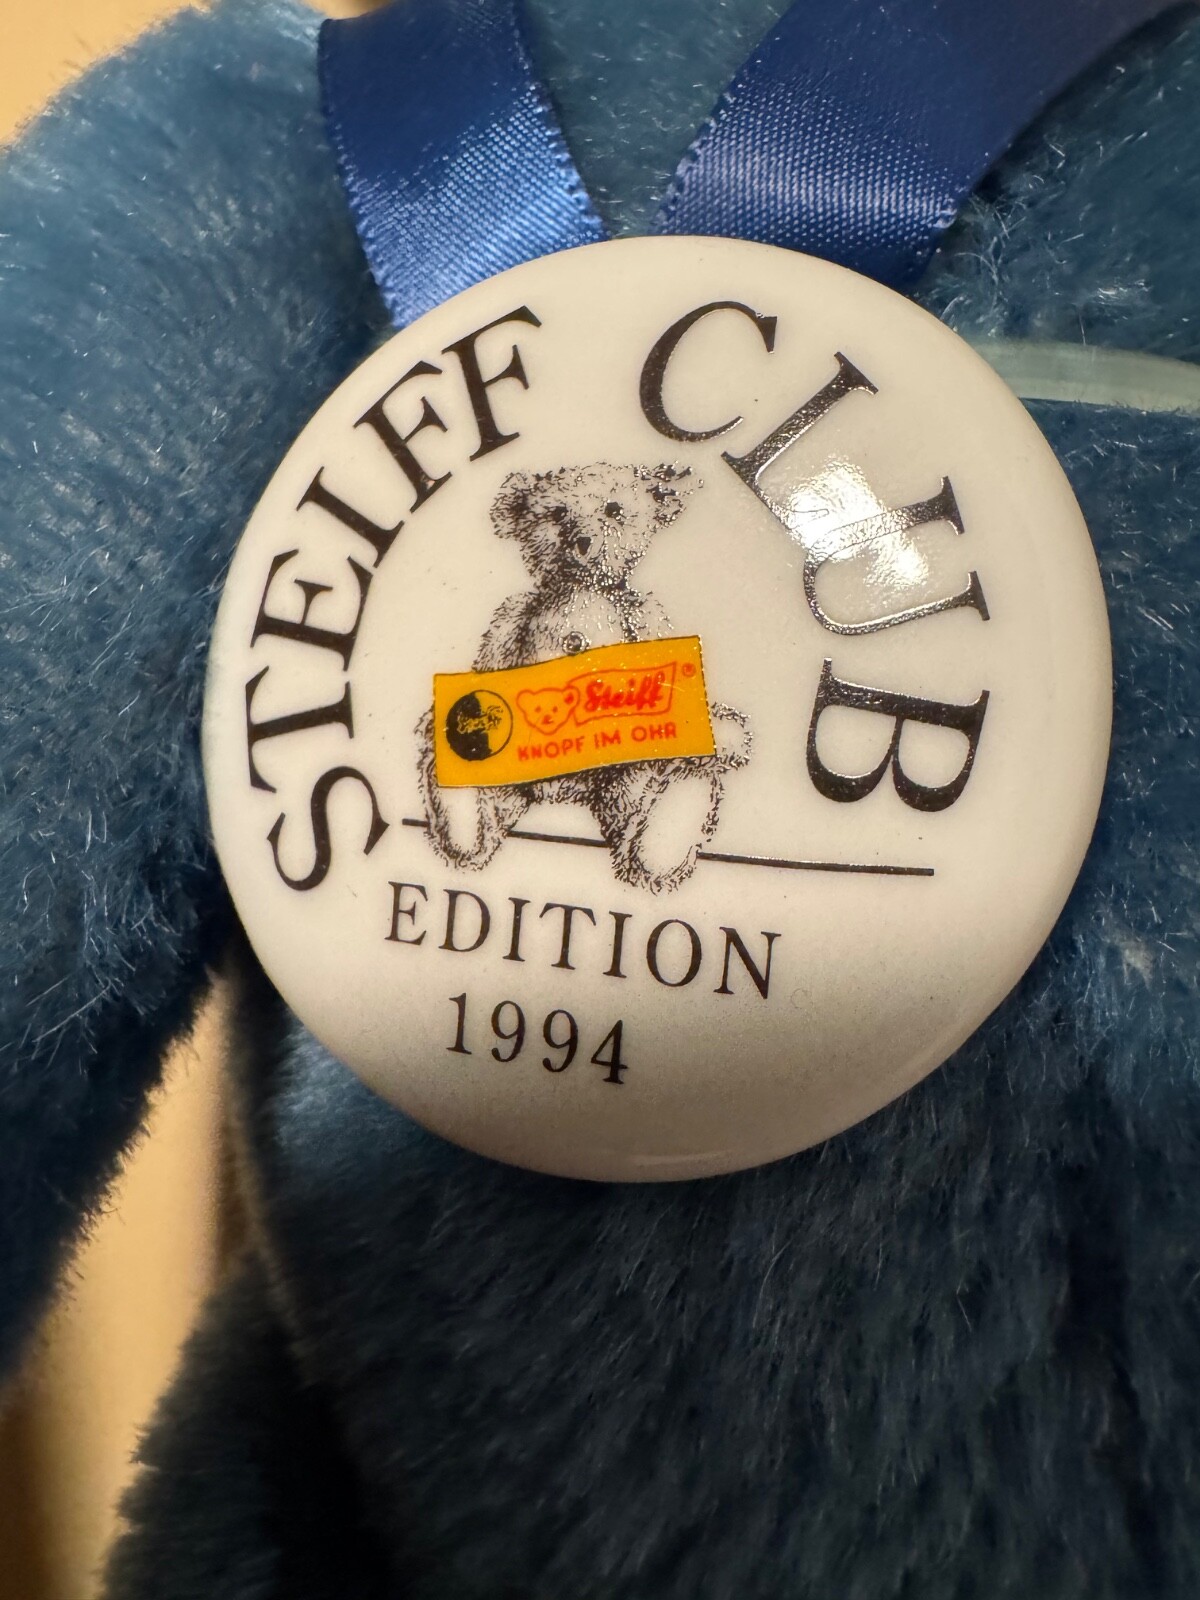 STEIFF CLUB
Steiff ®
KNOPF IM OHR
EDITION
1994